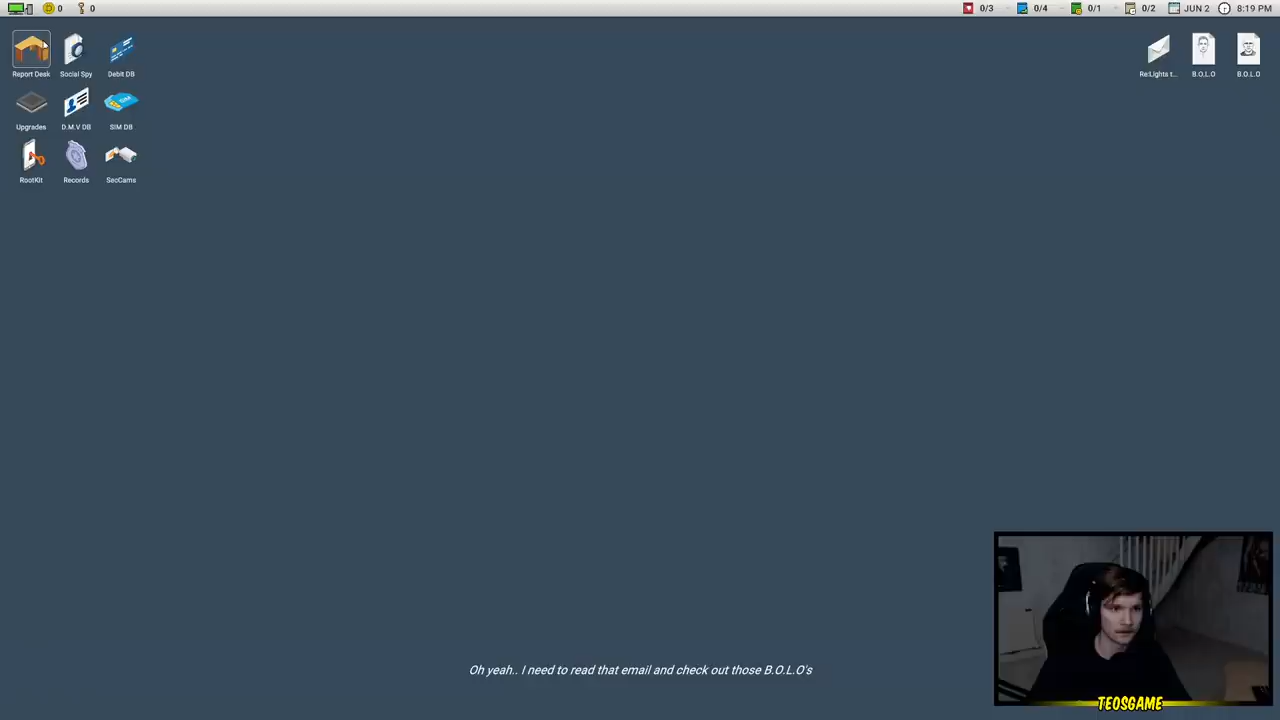 0 0 0/3 0/4 0/1 0/2 JUN 2 8:19 PM
Report Desk Social Spy Debit DB Re:Lights t... B.O.L.O B.O.L.O
Upgrades D.M.V DB SIM DB
RootKit Records SecCams
Oh yeah.. I need to read that email and check out those B.O.L.O's
TEOSGAME